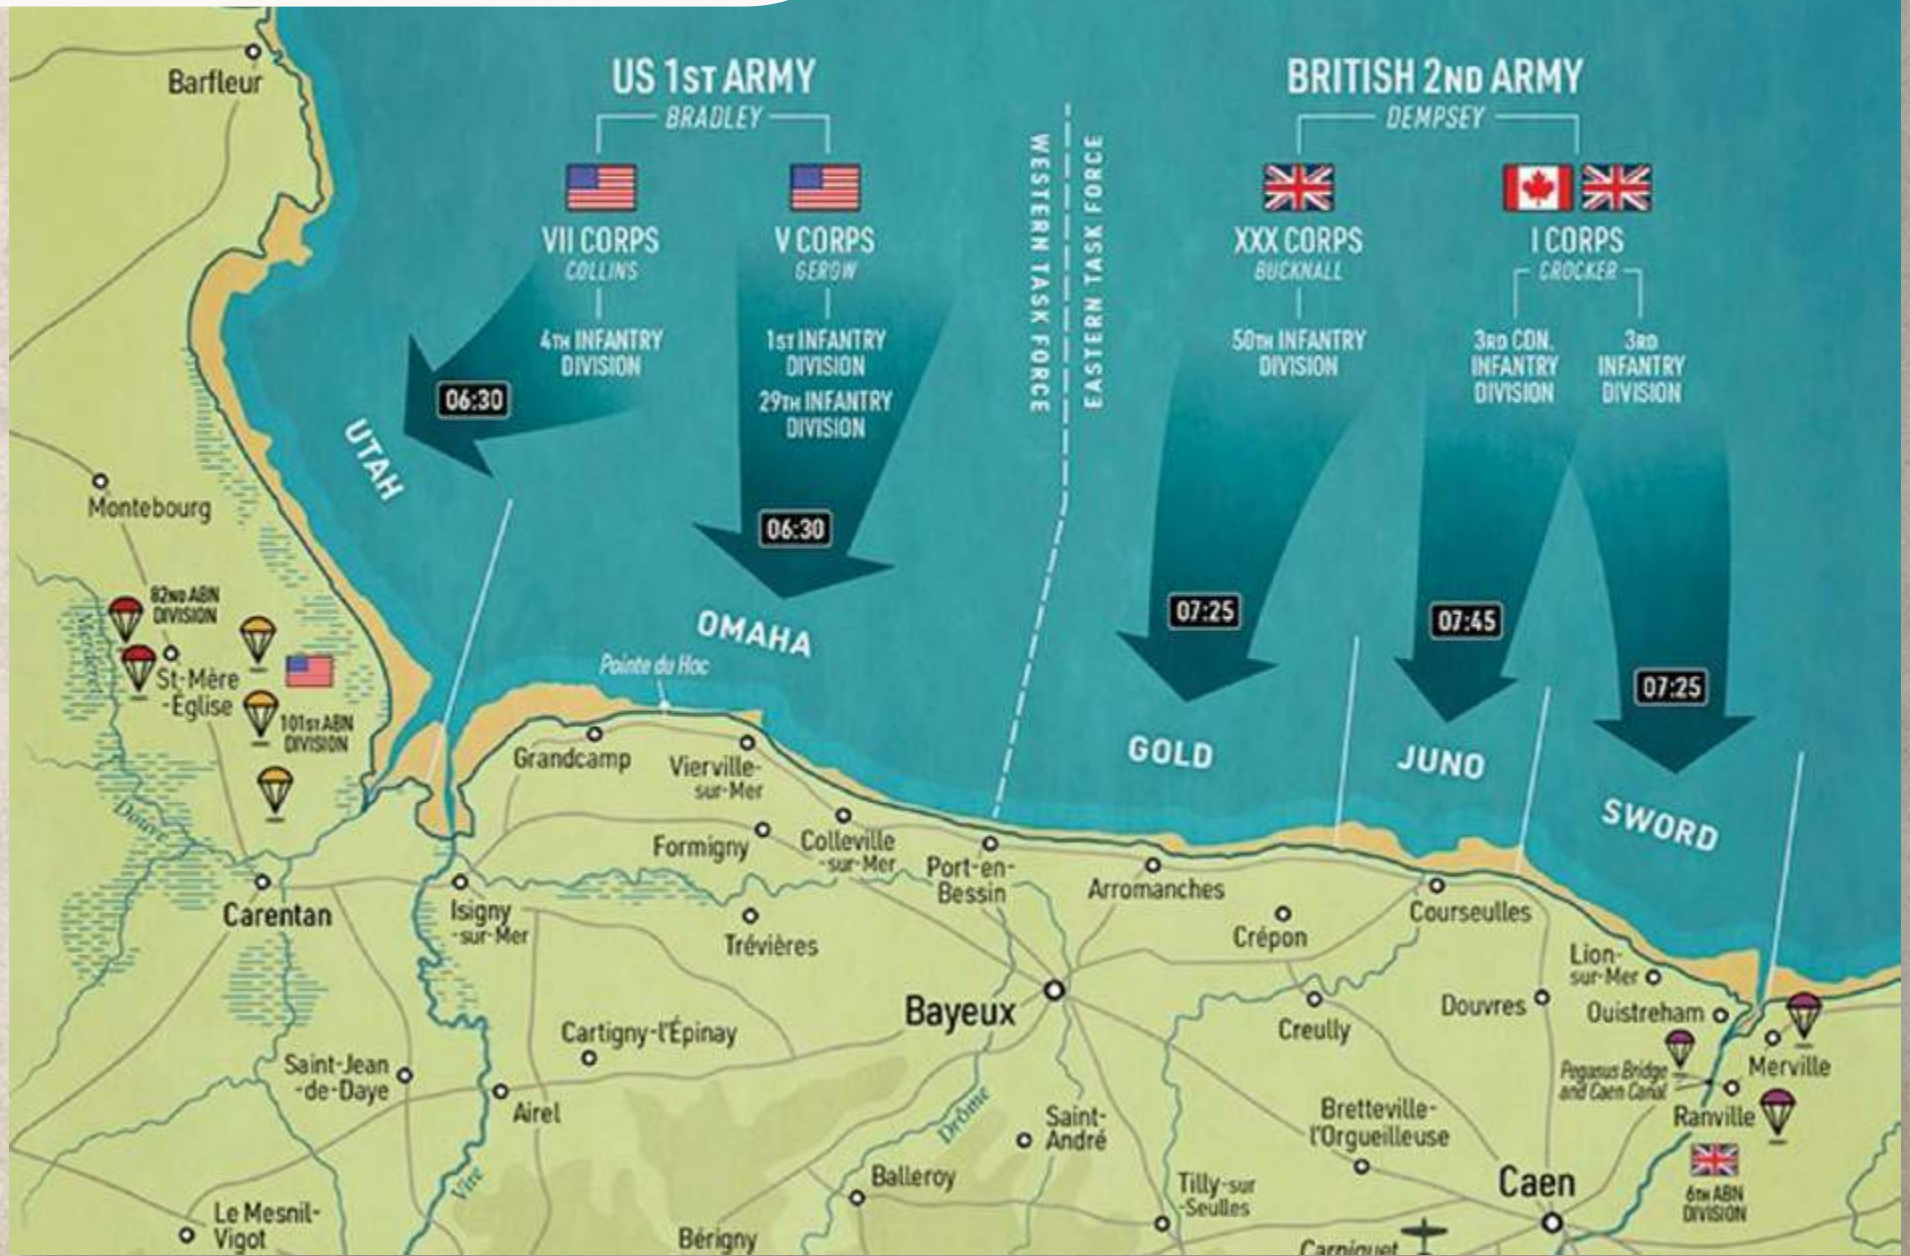 US 1ST ARMY
BRADLEY
BRITISH 2ND ARMY
DEMPSEY
WESTERN TASK FORCE
EASTERN TASK FORCE
VII CORPS
COLLINS
4TH INFANTRY
DIVISION
V CORPS
GEROW
1ST INFANTRY
DIVISION
29TH INFANTRY
DIVISION
XXX CORPS
BUCKNALL
50TH INFANTRY
DIVISION
I CORPS
CROCKER
3RD CDN.
INFANTRY
DIVISION
3RD
INFANTRY
DIVISION
06:30
06:30
07:25
07:45
07:25
UTAH
OMAHA
GOLD
JUNO
SWORD
Barfleur
Montebourg
82ND ABN
DIVISION
Merderet
St-Mère
-Église
101ST ABN
DIVISION
Douve
Pointe du Hoc
Grandcamp
Vierville-
sur-Mer
Formigny
Colleville
-sur-Mer
Port-en-
Bessin
Arromanches
Courseulles
Carentan
Isigny
-sur-Mer
Trévières
Crépon
Lion-
sur-Mer
Bayeux
Creully
Douvres
Ouistreham
Cartigny-l'Épinay
Pegasus Bridge
and Caen Canal
Merville
Ranville
Saint-Jean
-de-Daye
Airel
Drôme
Saint-
André
Bretteville-
l'Orgueilleuse
Vire
Balleroy
Tilly-sur
-Seulles
Caen
6TH ABN
DIVISION
Le Mesnil-
Vigot
Bérigny
Carpiquet